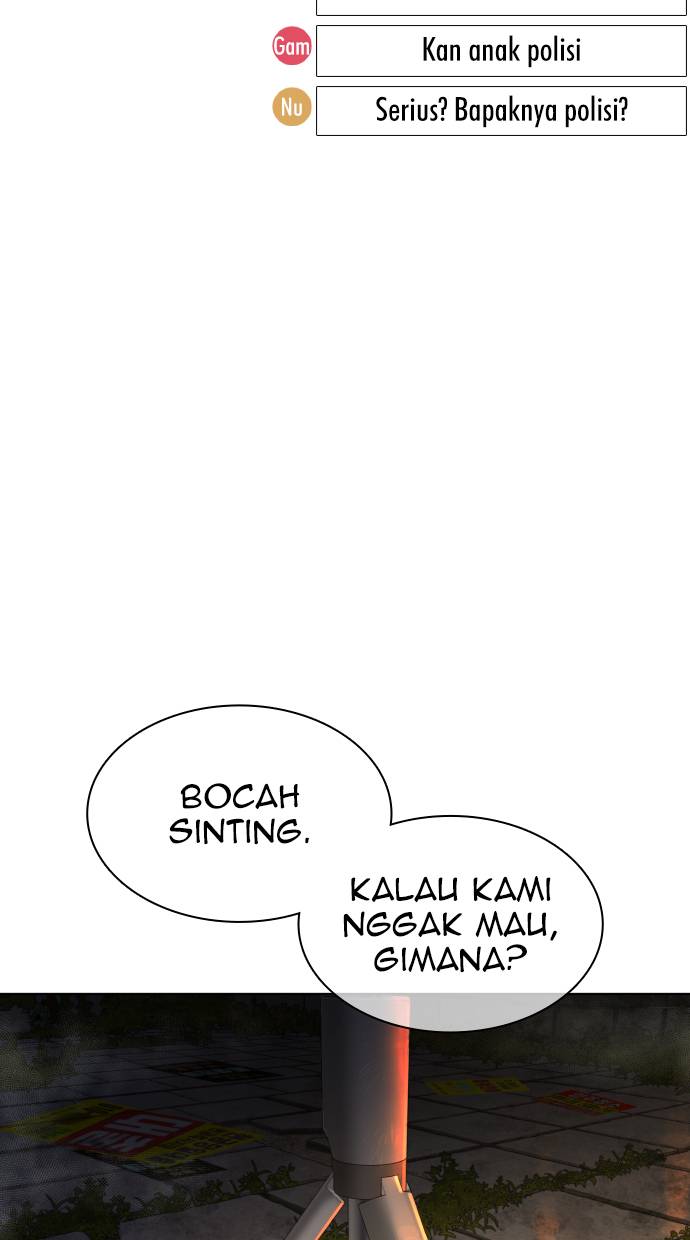 Gam Kan anak polisi
Nu Serius? Bapaknya polisi?
BOCAH
SINTING.
KALAU KAMI
NGGAK MAU,
GIMANA?